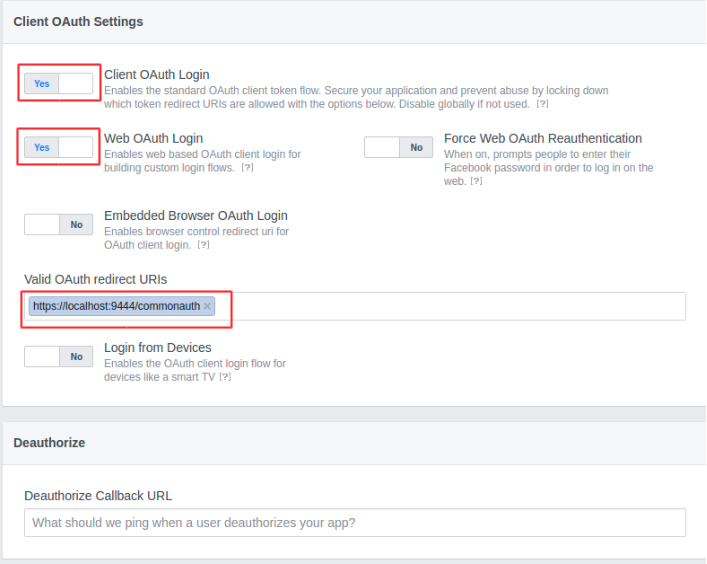 Client OAuth Settings
Yes
Client OAuth Login
Enables the standard OAuth client token flow. Secure your application and prevent abuse by locking down
which token redirect URIs are allowed with the options below. Disable globally if not used. [?]
Yes
Web OAuth Login
Enables web based OAuth client login for
building custom login flows. [?]
No
Force Web OAuth Reauthentication
When on, prompts people to enter their
Facebook password in order to log in on the
web. [?]
No
Embedded Browser OAuth Login
Enables browser control redirect uri for
OAuth client login. [?]
Valid OAuth redirect URIs
https://localhost:9444/commonauth ×
No
Login from Devices
Enables the OAuth client login flow for
devices like a smart TV [?]
Deauthorize
Deauthorize Callback URL
What should we ping when a user deauthorizes your app?